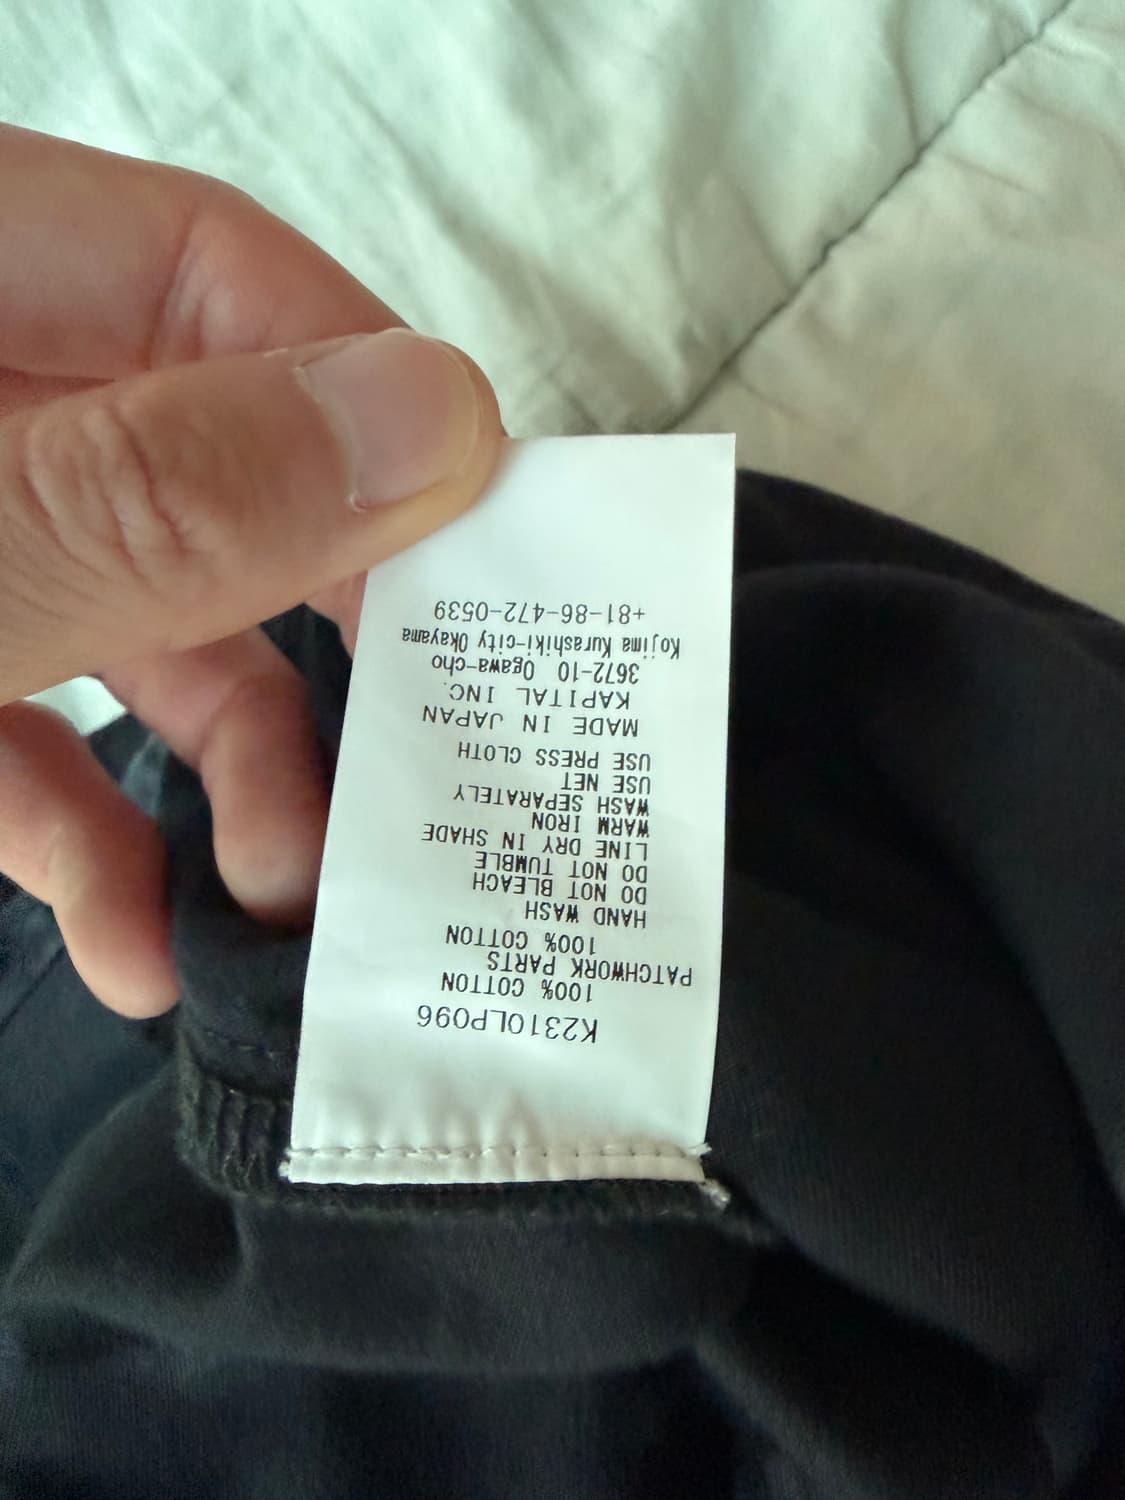 K2310LP096
100% COTTON
PATCHWORK PARTS
100% COTTON
HAND WASH
DO NOT BLEACH
DO NOT TUMBLE
LINE DRY IN SHADE
WARM IRON
WASH SEPARATELY
USE NET
USE PRESS CLOTH
MADE IN JAPAN
KAPITAL INC.
3672-10 Ogawa-cho
Kojima Kurashiki-city Okayama
+81-86-472-0539